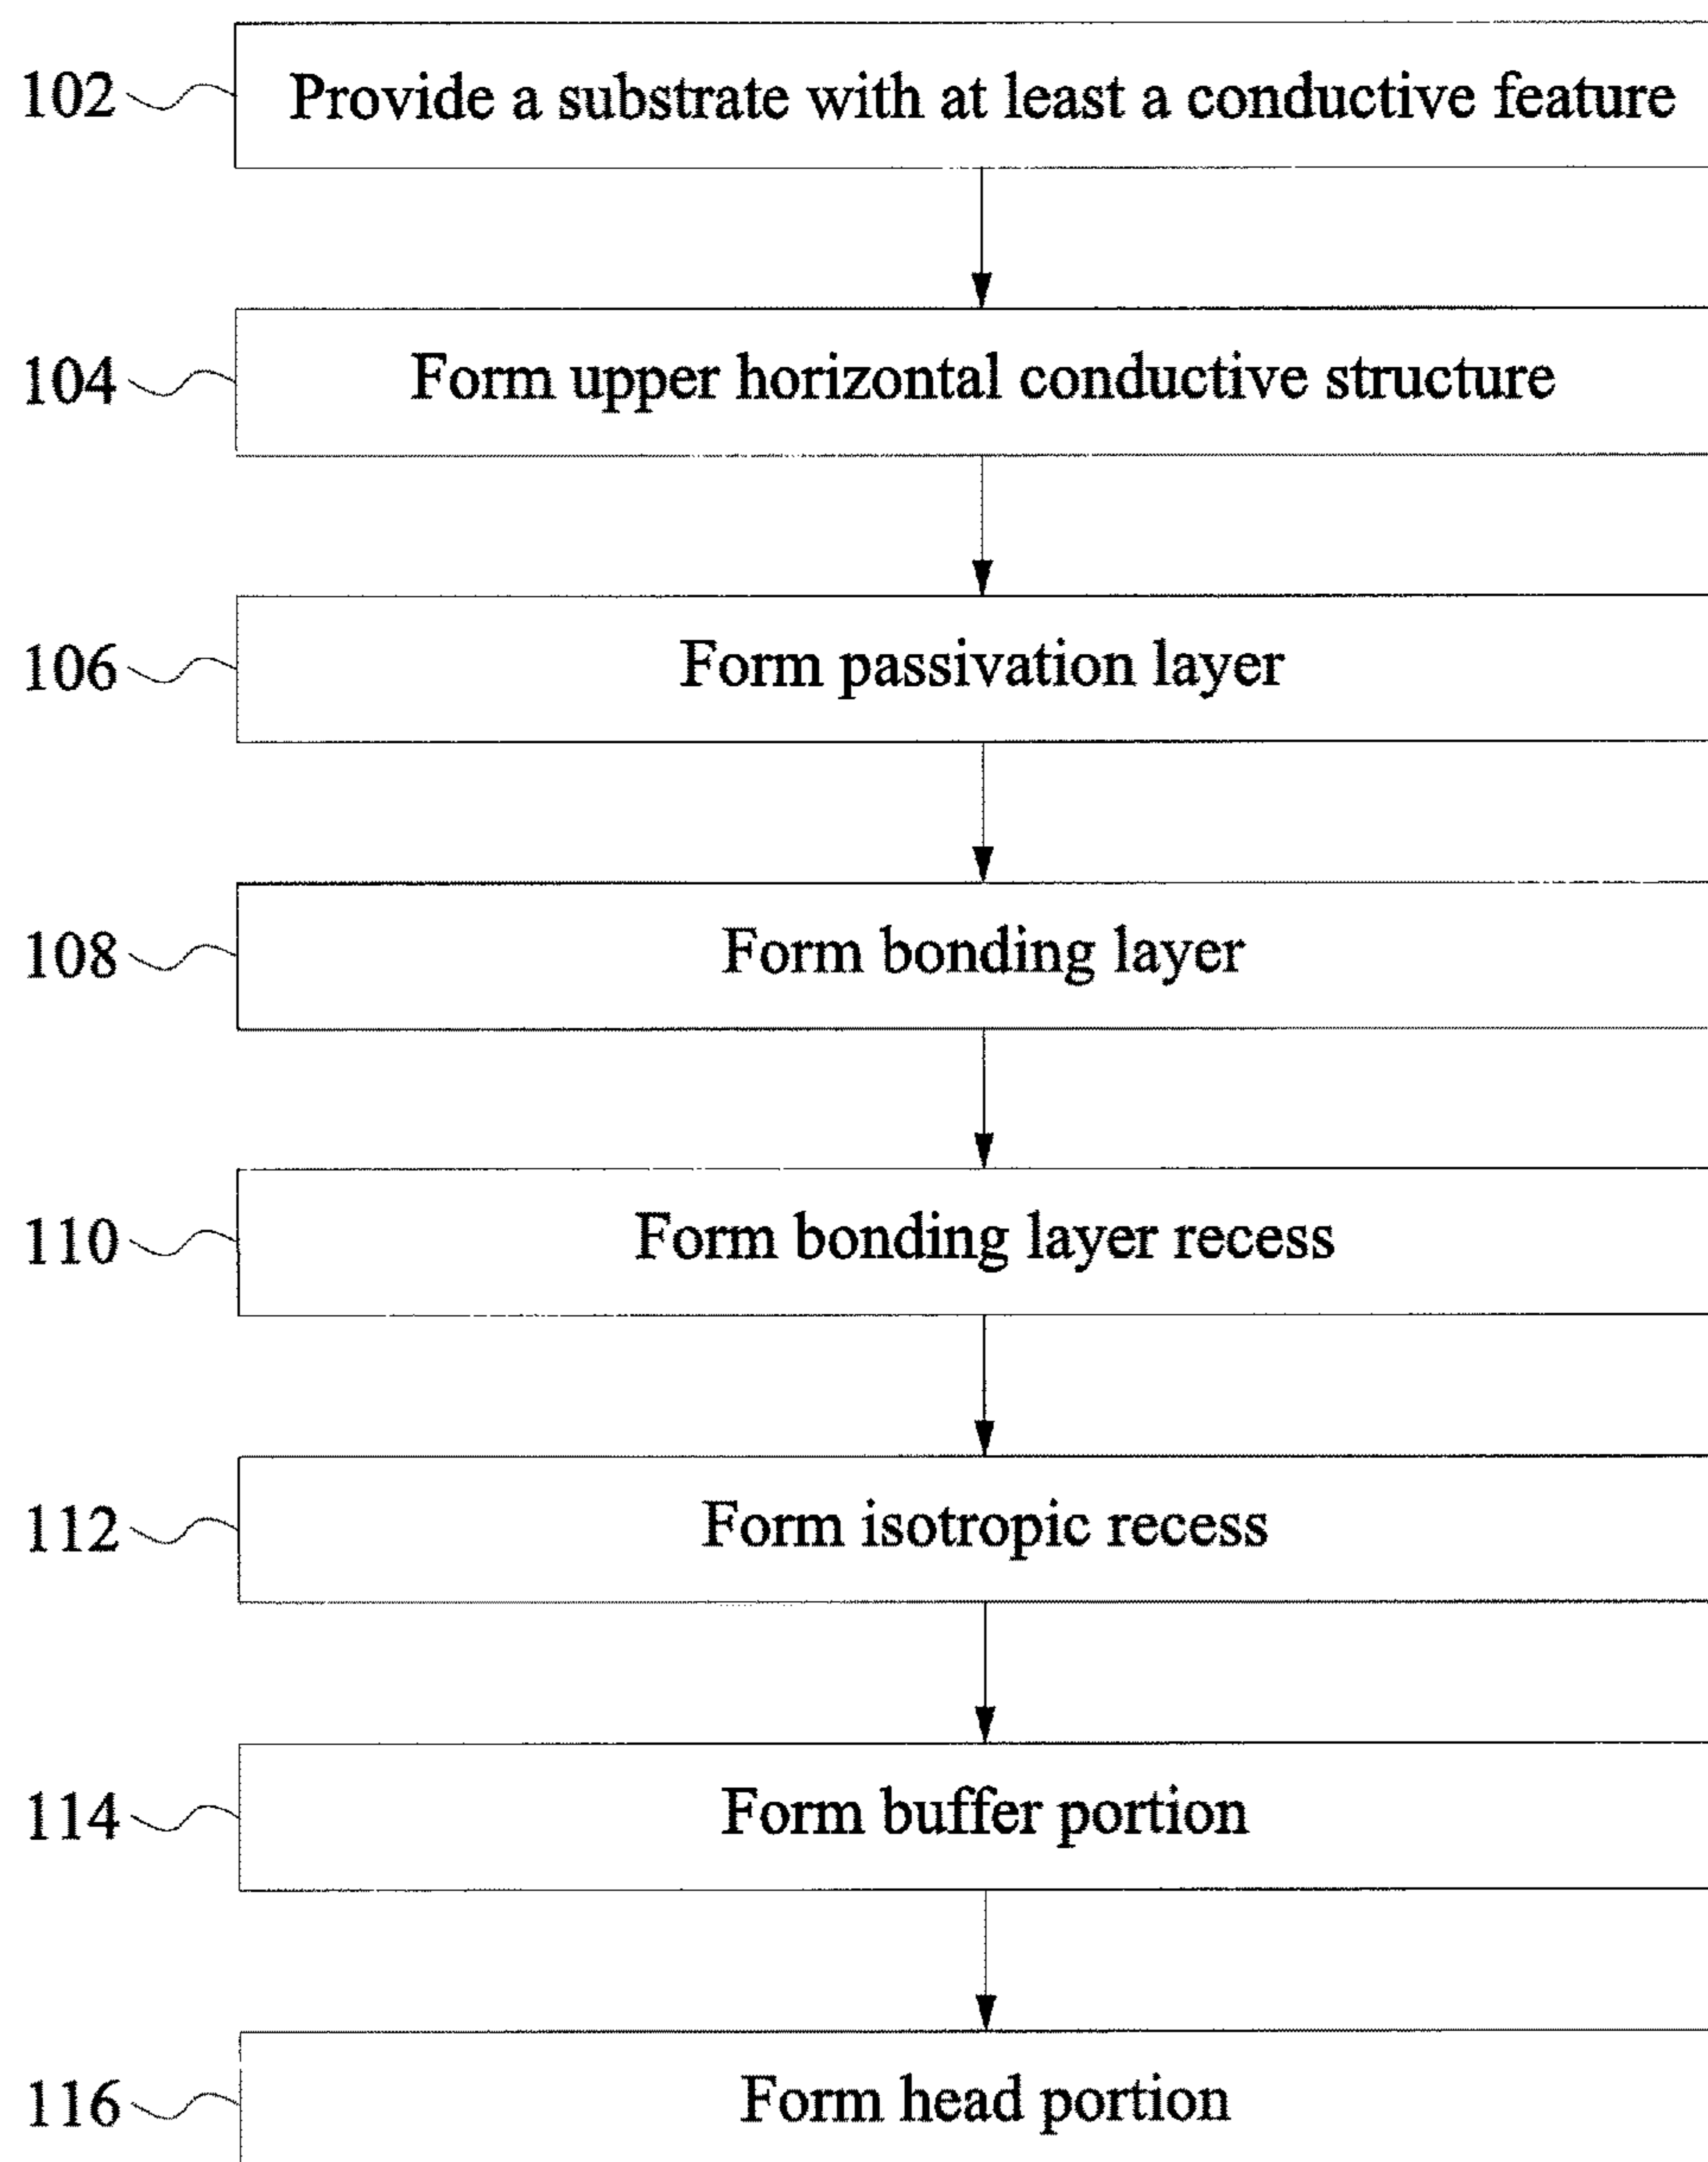 102 Provide a substrate with at least a conductive feature
104 Form upper horizontal conductive structure
106 Form passivation layer
108 Form bonding layer
110 Form bonding layer recess
112 Form isotropic recess
114 Form buffer portion
116 Form head portion